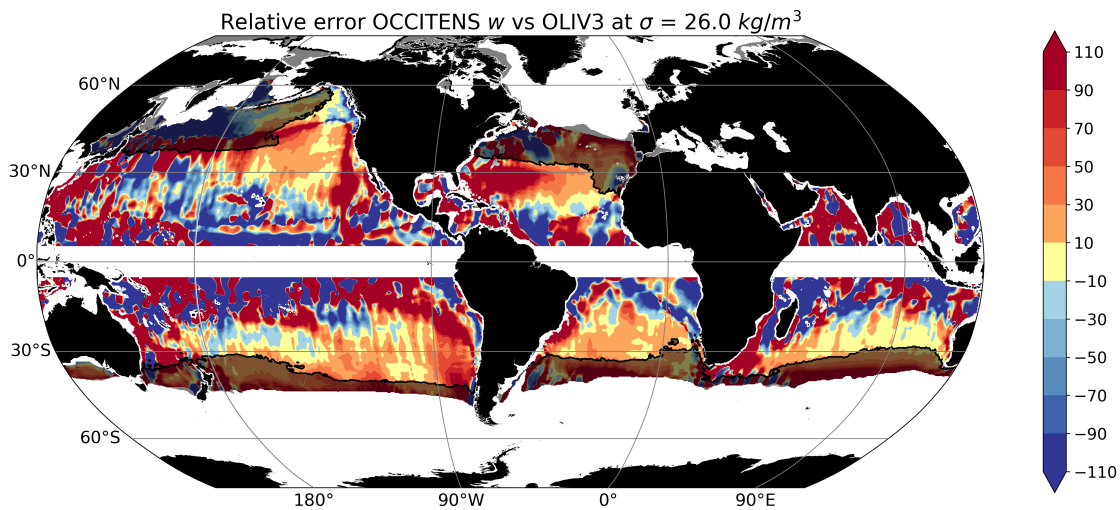 Relative error OCCITENS w vs OLIV3 at σ = 26.0 kg/m³
60°N
30°N
0°
30°S
60°S
180°
90°W
0°
90°E
110
90
70
50
30
10
−10
−30
−50
−70
−90
−110